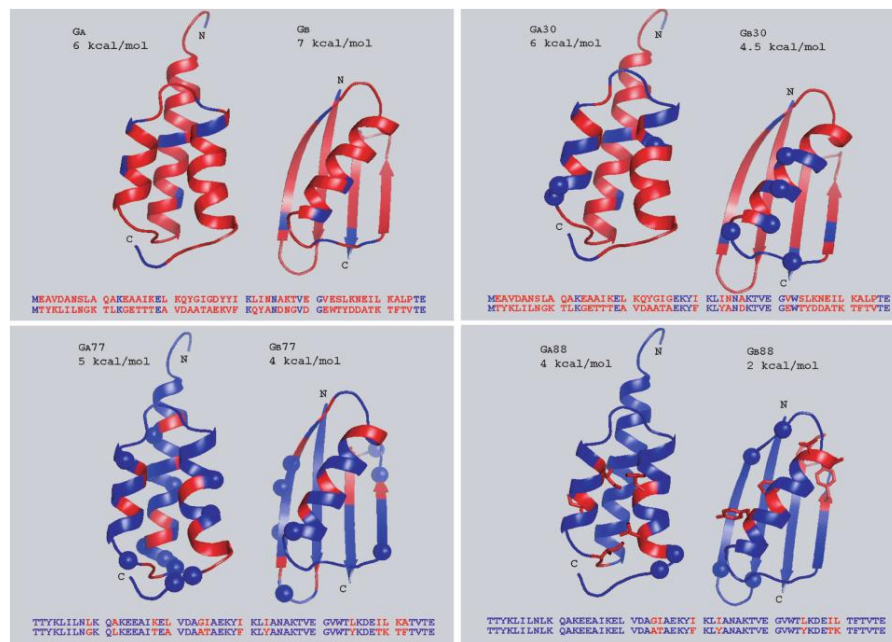 GA
6 kcal/mol
N
GB
7 kcal/mol
N
C
C
MEAVDANSLA QAKEAAIKEL KQYGIGDYYI KLINNAKTVE GVESLKNEIL KALPTE
MTYKLILNGK TLKGETTTEA VDAATAEKVF KQYANDNGVD GEWTYDDATK TFTVTE
GA30
6 kcal/mol
N
GB30
4.5 kcal/mol
N
C
C
MEAVDANSLA QAKEAAIKEL KQYGIGEKYI KLINNAKTVE GVWSLKNEIL KALPTE
MTYKLILNGK TLKGETTTEA VDAATAEKYF KLYANDKTVE GEWTYDDATK TFTVTE
GA77
5 kcal/mol
N
GB77
4 kcal/mol
N
C
C
TTYKLILNLK QAKEEAIKEL VDAGIAEKYI KLIANAKTVE GVWTLKDEIL KATVTE
TTYKLILNGK QLKEEAITEA VDAATAEKYF KLYANAKTVE GVWTYKDETK TFTVTE
GA88
4 kcal/mol
N
GB88
2 kcal/mol
N
C
C
TTYKLILNLK QAKEEAIKEL VDAGIAEKYI KLIANAKTVE GVWTLKDEIL TFTVTE
TTYKLILNLK QAKEEAIKEL VDAATAEKYF KLYANAKTVE GVWTYKDETK TFTVTE